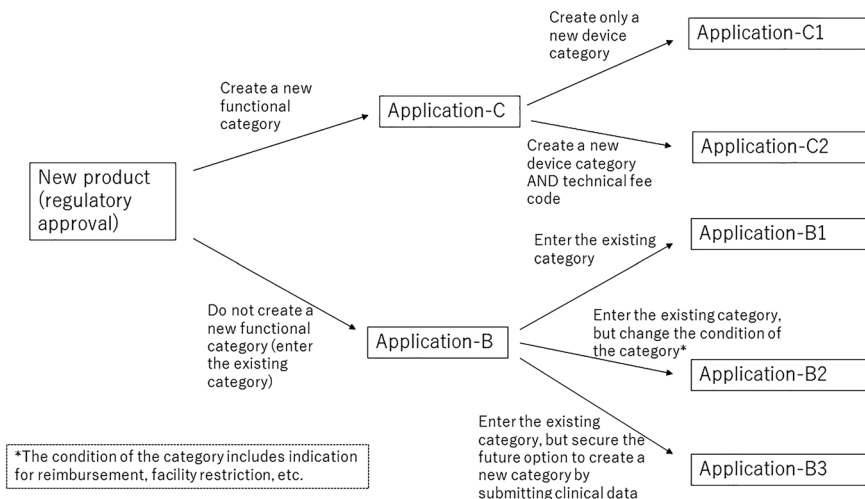 New product
(regulatory
approval)
Create a new
functional
category
Application-C
Create only a
new device
category
Application-C1
Create a new
device category
AND technical fee
code
Application-C2
Do not create a
new functional
category (enter
the existing
category)
Application-B
Enter the existing
category
Application-B1
Enter the existing category,
but change the condition of
the category*
Application-B2
Enter the existing
category, but secure the
future option to create a
new category by
submitting clinical data
Application-B3
*The condition of the category includes indication
for reimbursement, facility restriction, etc.